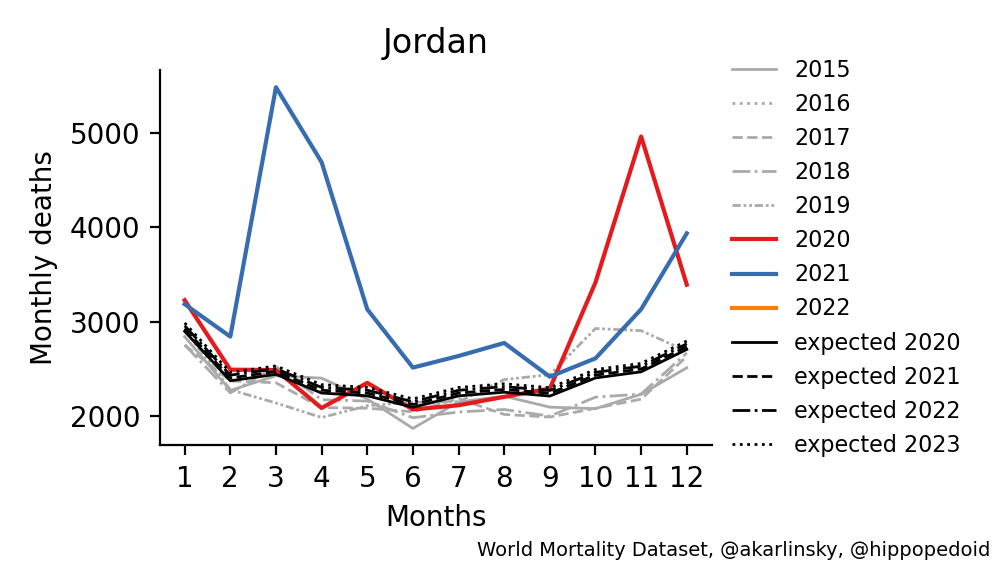 Jordan
Monthly deaths
5000
4000
3000
2000
1 2 3 4 5 6 7 8 9 10 11 12
Months
2015
2016
2017
2018
2019
2020
2021
2022
expected 2020
expected 2021
expected 2022
expected 2023
World Mortality Dataset, @akarlinsky, @hippopedoid